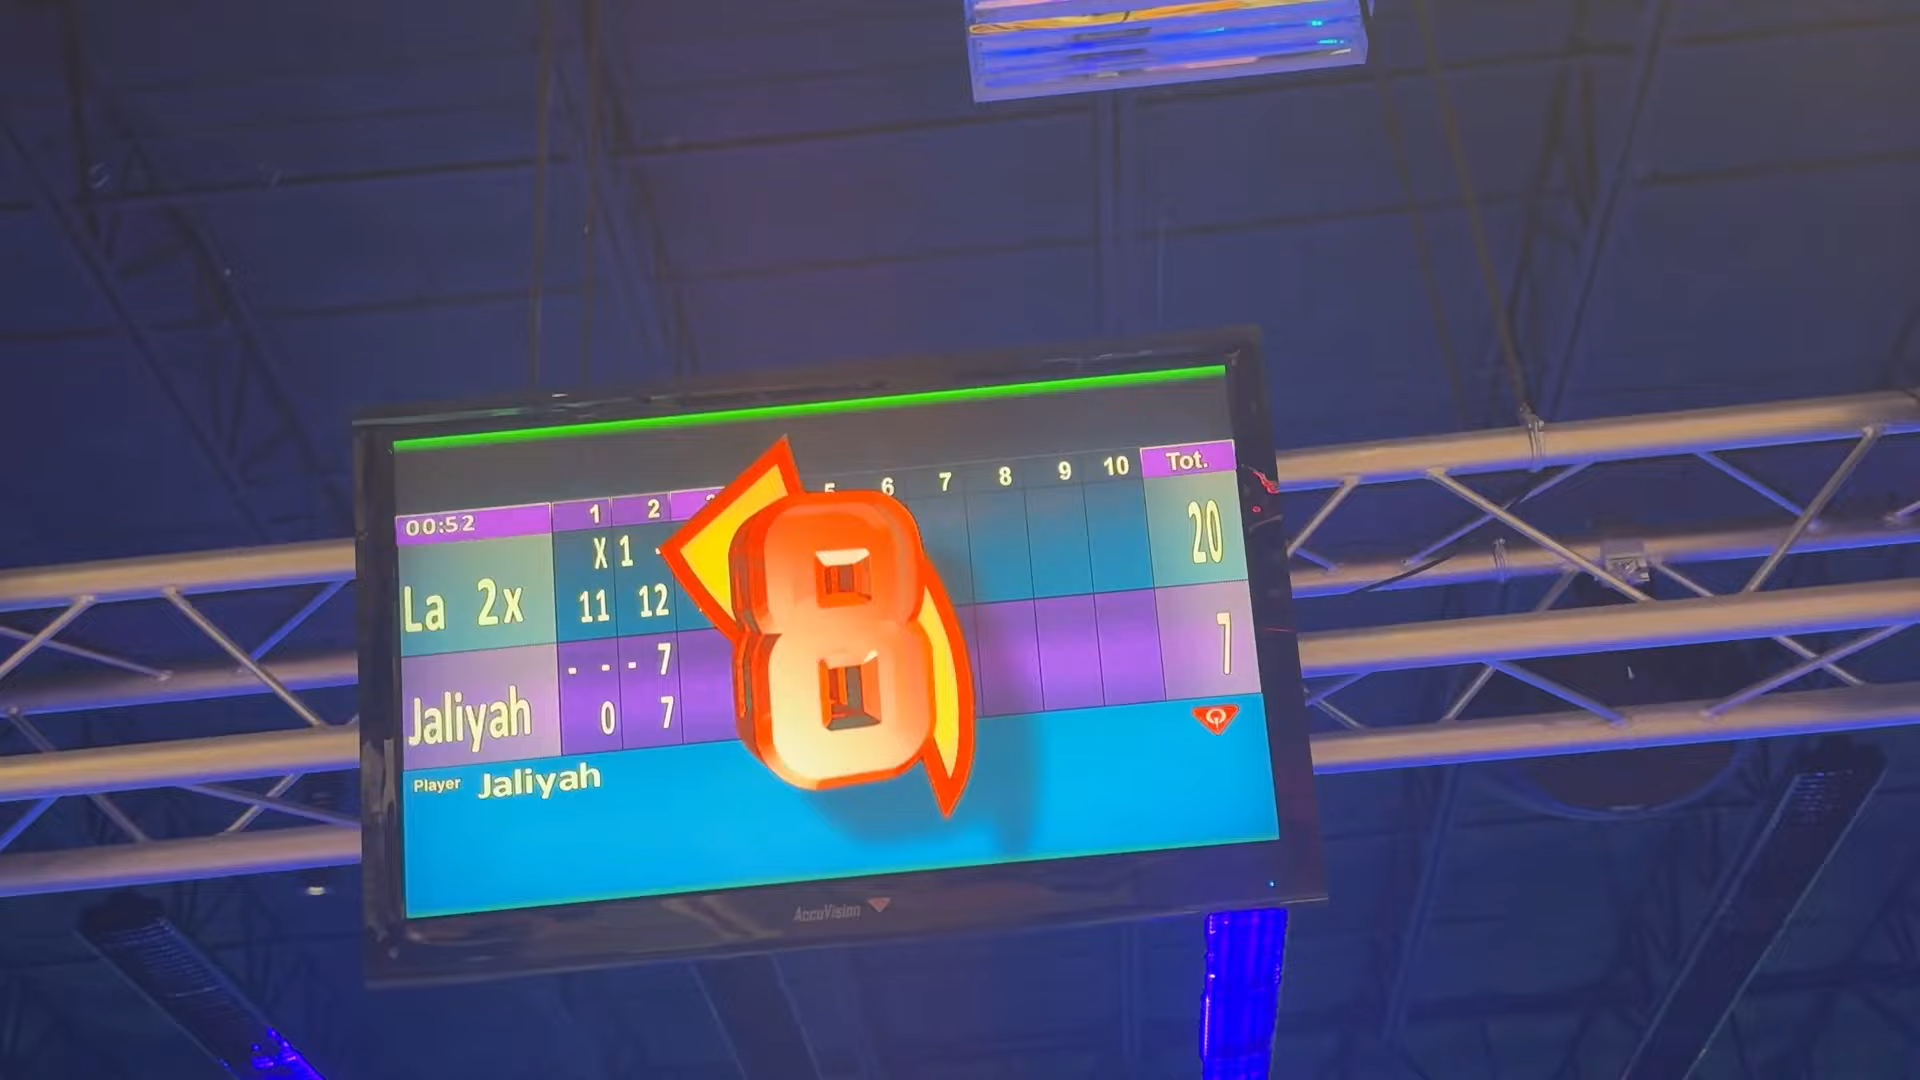 1 2 5 6 7 8 9 10 Tot.
00:52
La 2x X 1 - 20
11 12
Jaliyah - - - 7 7
0 7
8
Player Jaliyah
AccuVision